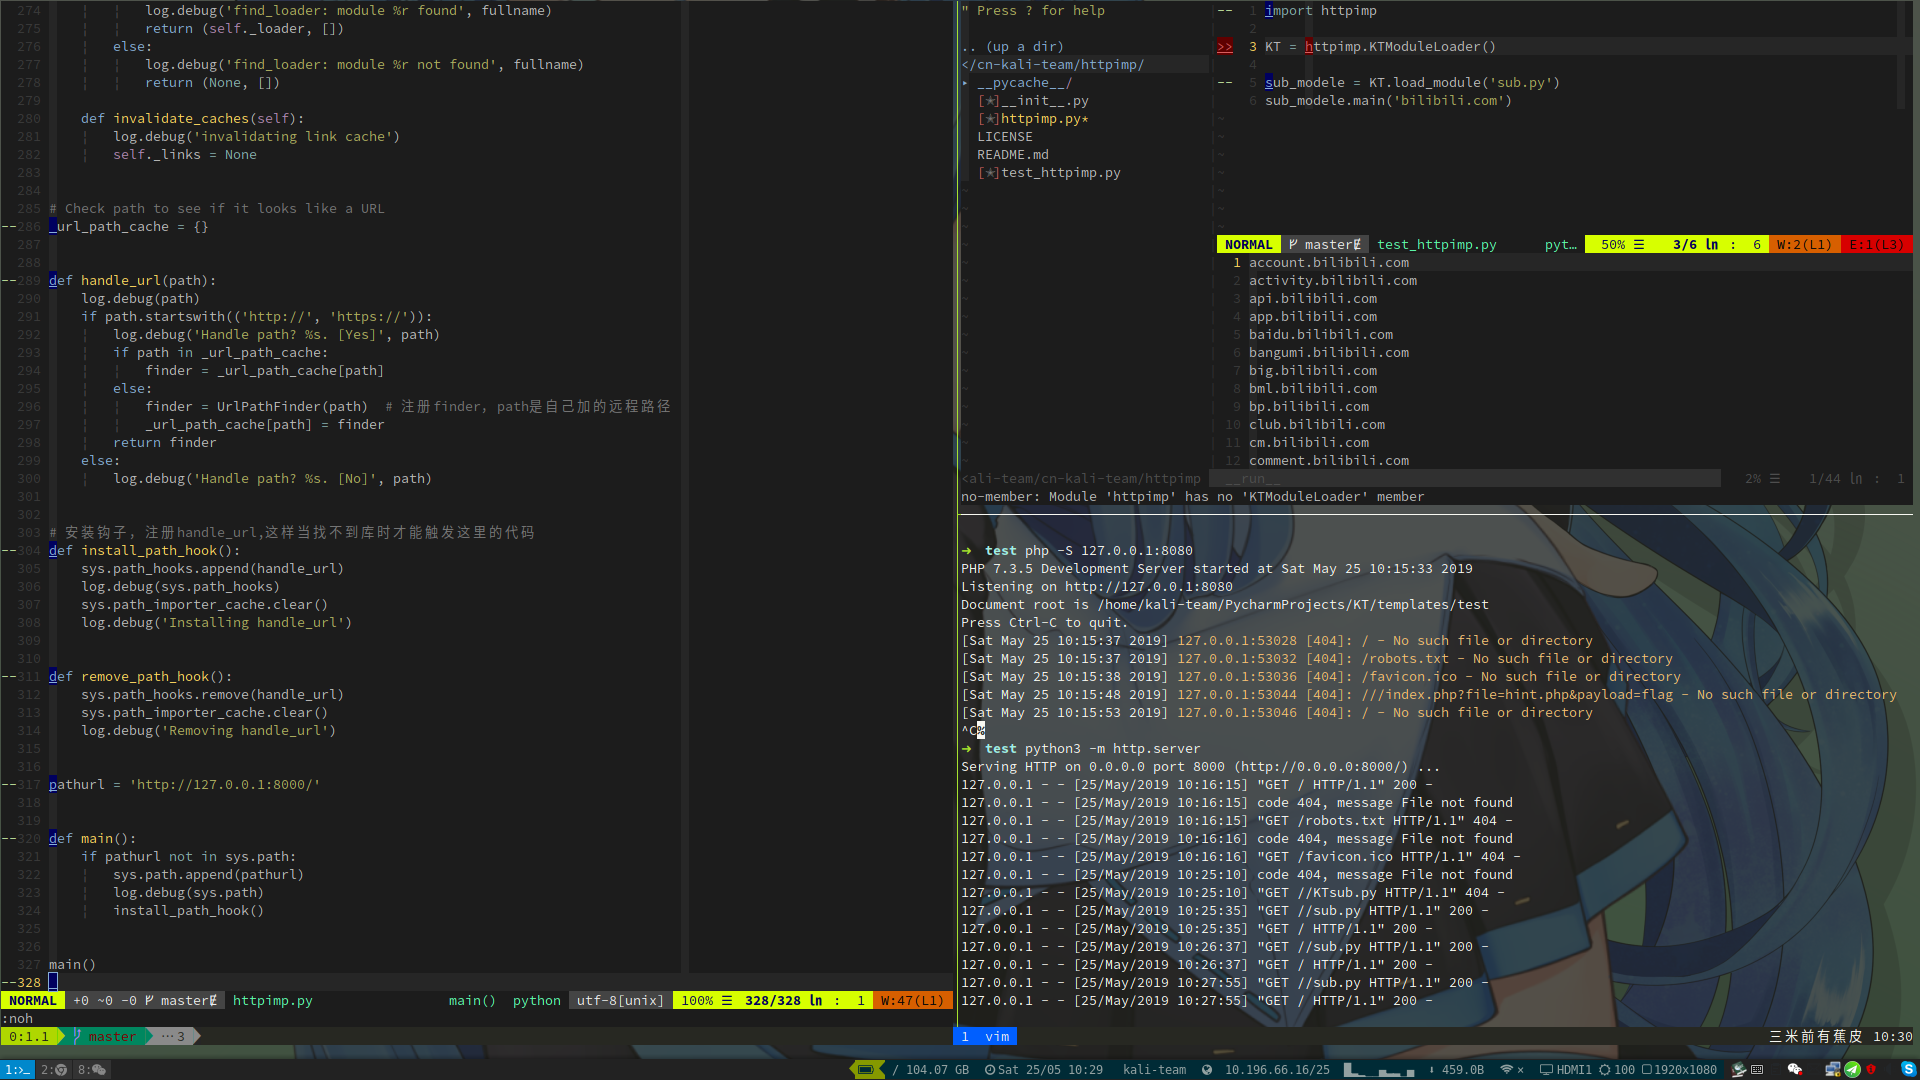 274 log.debug('find_loader: module %r found', fullname)
275 return (self._loader, [])
276 else:
277 log.debug('find_loader: module %r not found', fullname)
278 return (None, [])
279
280 def invalidate_caches(self):
281 log.debug('invalidating link cache')
282 self._links = None
283
284
285 # Check path to see if it looks like a URL
--286 _url_path_cache = {}
287
288
--289 def handle_url(path):
290 log.debug(path)
291 if path.startswith(('http://', 'https://')):
292 log.debug('Handle path? %s. [Yes]', path)
293 if path in _url_path_cache:
294 finder = _url_path_cache[path]
295 else:
296 finder = UrlPathFinder(path)  # 注册finder, path是自己加的远程路径
297 _url_path_cache[path] = finder
298 return finder
299 else:
300 log.debug('Handle path? %s. [No]', path)
301
302
303 # 安装钩子, 注册handle_url,这样当找不到库时才能触发这里的代码
--304 def install_path_hook():
305 sys.path_hooks.append(handle_url)
306 log.debug(sys.path_hooks)
307 sys.path_importer_cache.clear()
308 log.debug('Installing handle_url')
309
310
--311 def remove_path_hook():
312 sys.path_hooks.remove(handle_url)
313 sys.path_importer_cache.clear()
314 log.debug('Removing handle_url')
315
316
--317 pathurl = 'http://127.0.0.1:8000/'
318
319
--320 def main():
321 if pathurl not in sys.path:
322 sys.path.append(pathurl)
323 log.debug(sys.path)
324 install_path_hook()
325
326
327 main()
--328
NORMAL +0 ~0 -0 master httpimp.py main() python utf-8[unix] 100% ☰ 328/328 ln : 1 W:47(L1)
:noh
0:1.1 master ⋯ 3
" Press ? for help
.. (up a dir)
</cn-kali-team/httpimp/
▸ __pycache__/
[✭]__init__.py
[✭]httpimp.py*
LICENSE
README.md
[✭]test_httpimp.py
<ali-team/cn-kali-team/httpimp
-- 1 import httpimp
2
>> 3 KT = httpimp.KTModuleLoader()
4
-- 5 sub_modele = KT.load_module('sub.py')
6 sub_modele.main('bilibili.com')
NORMAL master test_httpimp.py pyt… 50% ☰ 3/6 ln : 6 W:2(L1) E:1(L3)
1 account.bilibili.com
2 activity.bilibili.com
3 api.bilibili.com
4 app.bilibili.com
5 baidu.bilibili.com
6 bangumi.bilibili.com
7 big.bilibili.com
8 bml.bilibili.com
9 bp.bilibili.com
10 club.bilibili.com
11 cm.bilibili.com
12 comment.bilibili.com
__run__ 2% ☰ 1/44 ln : 1
no-member: Module 'httpimp' has no 'KTModuleLoader' member
→ test php -S 127.0.0.1:8080
PHP 7.3.5 Development Server started at Sat May 25 10:15:33 2019
Listening on http://127.0.0.1:8080
Document root is /home/kali-team/PycharmProjects/KT/templates/test
Press Ctrl-C to quit.
[Sat May 25 10:15:37 2019] 127.0.0.1:53028 [404]: / - No such file or directory
[Sat May 25 10:15:37 2019] 127.0.0.1:53032 [404]: /robots.txt - No such file or directory
[Sat May 25 10:15:38 2019] 127.0.0.1:53036 [404]: /favicon.ico - No such file or directory
[Sat May 25 10:15:48 2019] 127.0.0.1:53044 [404]: ///index.php?file=hint.php&payload=flag - No such file or directory
[Sat May 25 10:15:53 2019] 127.0.0.1:53046 [404]: / - No such file or directory
^C%
→ test python3 -m http.server
Serving HTTP on 0.0.0.0 port 8000 (http://0.0.0.0:8000/) ...
127.0.0.1 - - [25/May/2019 10:16:15] "GET / HTTP/1.1" 200 -
127.0.0.1 - - [25/May/2019 10:16:15] code 404, message File not found
127.0.0.1 - - [25/May/2019 10:16:15] "GET /robots.txt HTTP/1.1" 404 -
127.0.0.1 - - [25/May/2019 10:16:16] code 404, message File not found
127.0.0.1 - - [25/May/2019 10:16:16] "GET /favicon.ico HTTP/1.1" 404 -
127.0.0.1 - - [25/May/2019 10:25:10] code 404, message File not found
127.0.0.1 - - [25/May/2019 10:25:10] "GET //KTsub.py HTTP/1.1" 404 -
127.0.0.1 - - [25/May/2019 10:25:35] "GET //sub.py HTTP/1.1" 200 -
127.0.0.1 - - [25/May/2019 10:25:35] "GET / HTTP/1.1" 200 -
127.0.0.1 - - [25/May/2019 10:26:37] "GET //sub.py HTTP/1.1" 200 -
127.0.0.1 - - [25/May/2019 10:26:37] "GET / HTTP/1.1" 200 -
127.0.0.1 - - [25/May/2019 10:27:55] "GET //sub.py HTTP/1.1" 200 -
127.0.0.1 - - [25/May/2019 10:27:55] "GET / HTTP/1.1" 200 -
1 vim 三米前有蕉皮 10:30
1:>_ 2: 8: / 104.07 GB Sat 25/05 10:29 kali-team 10.196.66.16/25 459.0B × HDMI1 100 1920x1080